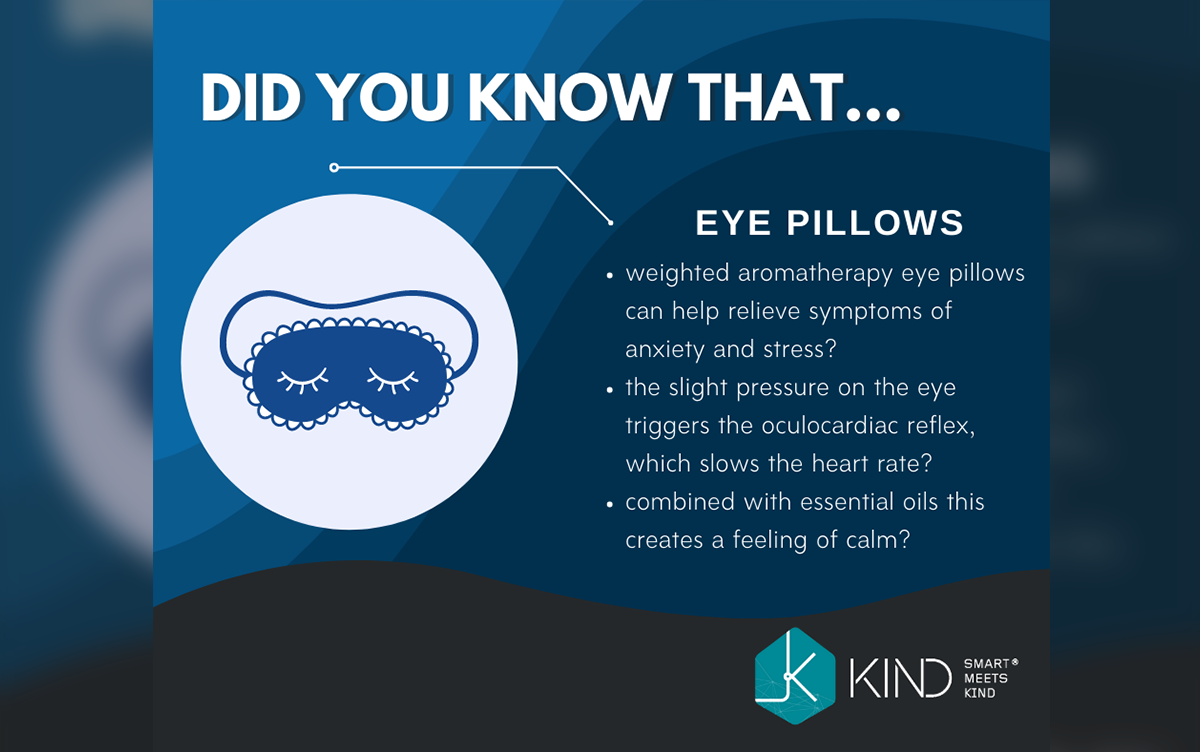 DID YOU KNOW THAT...
EYE PILLOWS
• weighted aromatherapy eye pillows
can help relieve symptoms of
anxiety and stress?
• the slight pressure on the eye
triggers the oculocardiac reflex,
which slows the heart rate?
• combined with essential oils this
creates a feeling of calm?
KIND
SMART®
MEETS
KIND